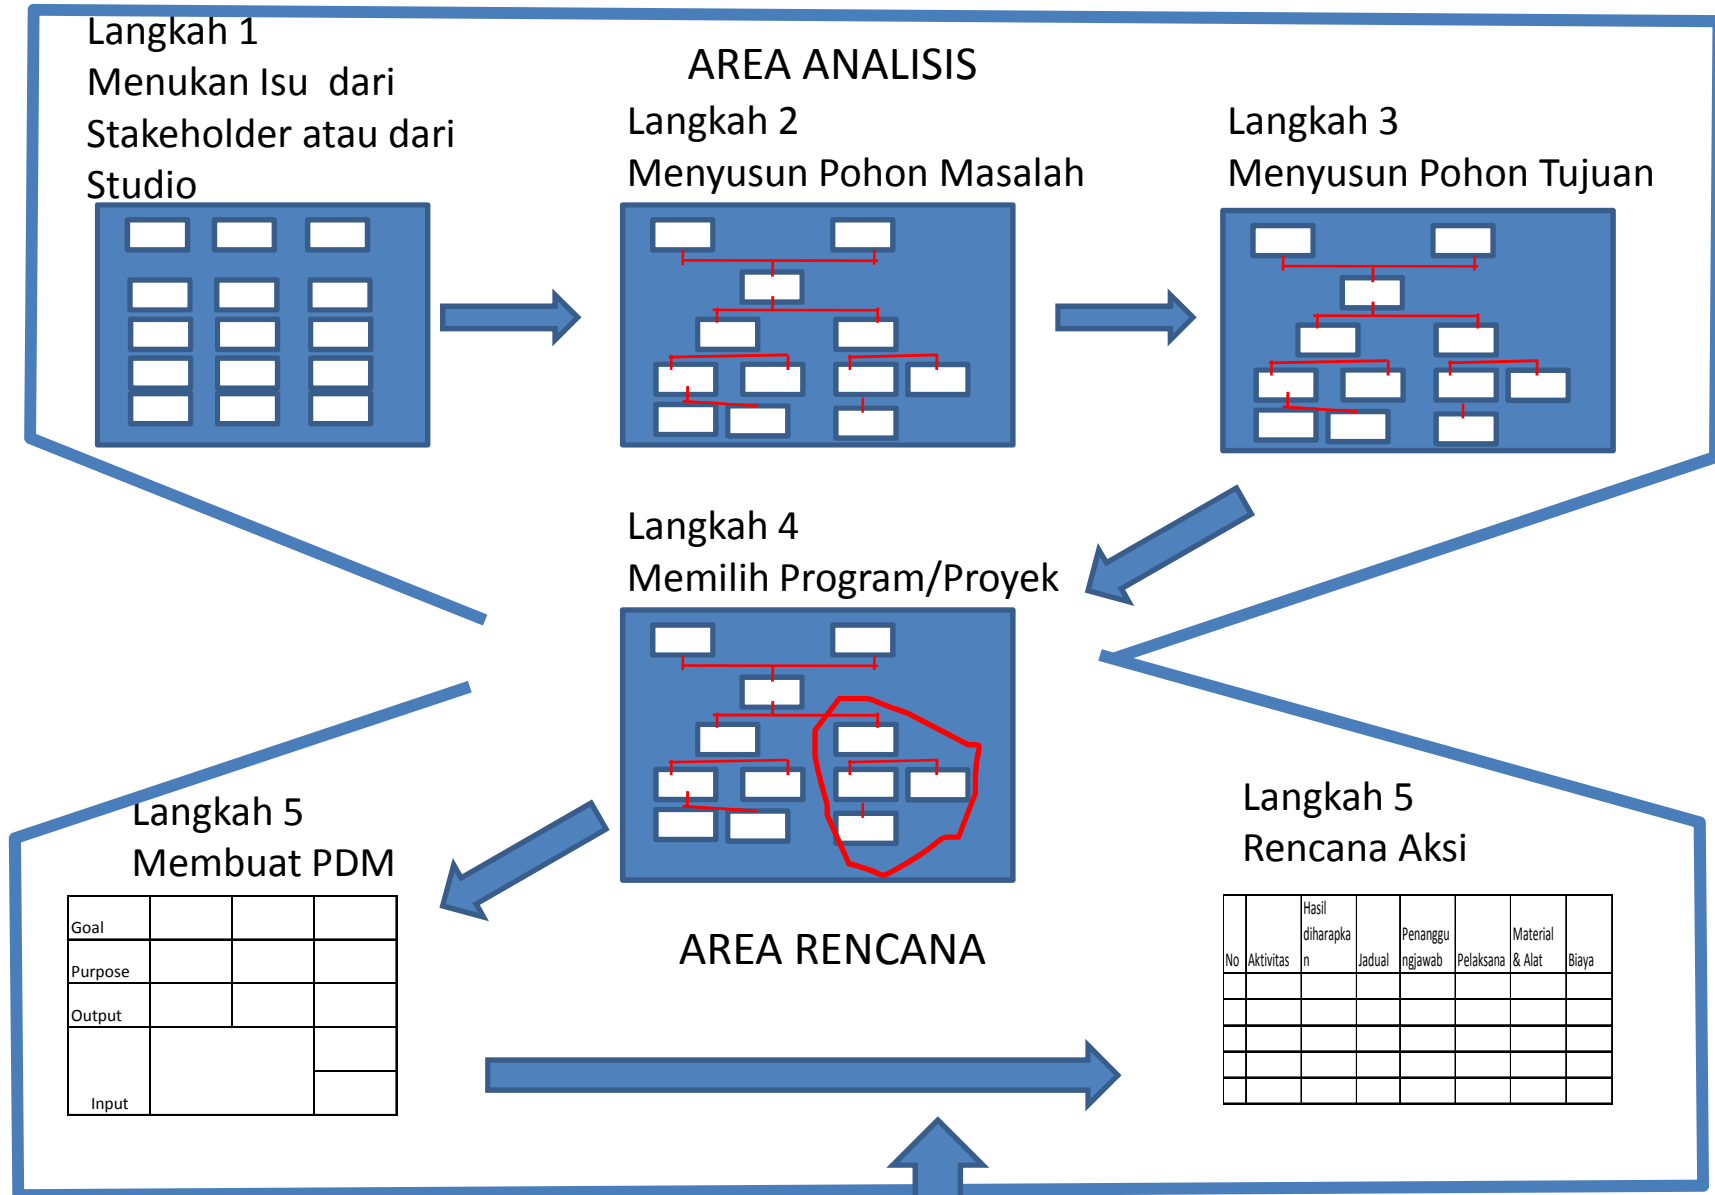 Langkah 1
Menukan Isu  dari
Stakeholder atau dari
Studio
AREA ANALISIS
Langkah 2
Menyusun Pohon Masalah
Langkah 3
Menyusun Pohon Tujuan
Langkah 4
Memilih Program/Proyek
Langkah 5
Membuat PDM
Goal
Purpose
Output
Input
AREA RENCANA
Langkah 5
Rencana Aksi
No
Aktivitas
Hasil
diharapka
n
Jadual
Penanggu
ngjawab
Pelaksana
Material
& Alat
Biaya